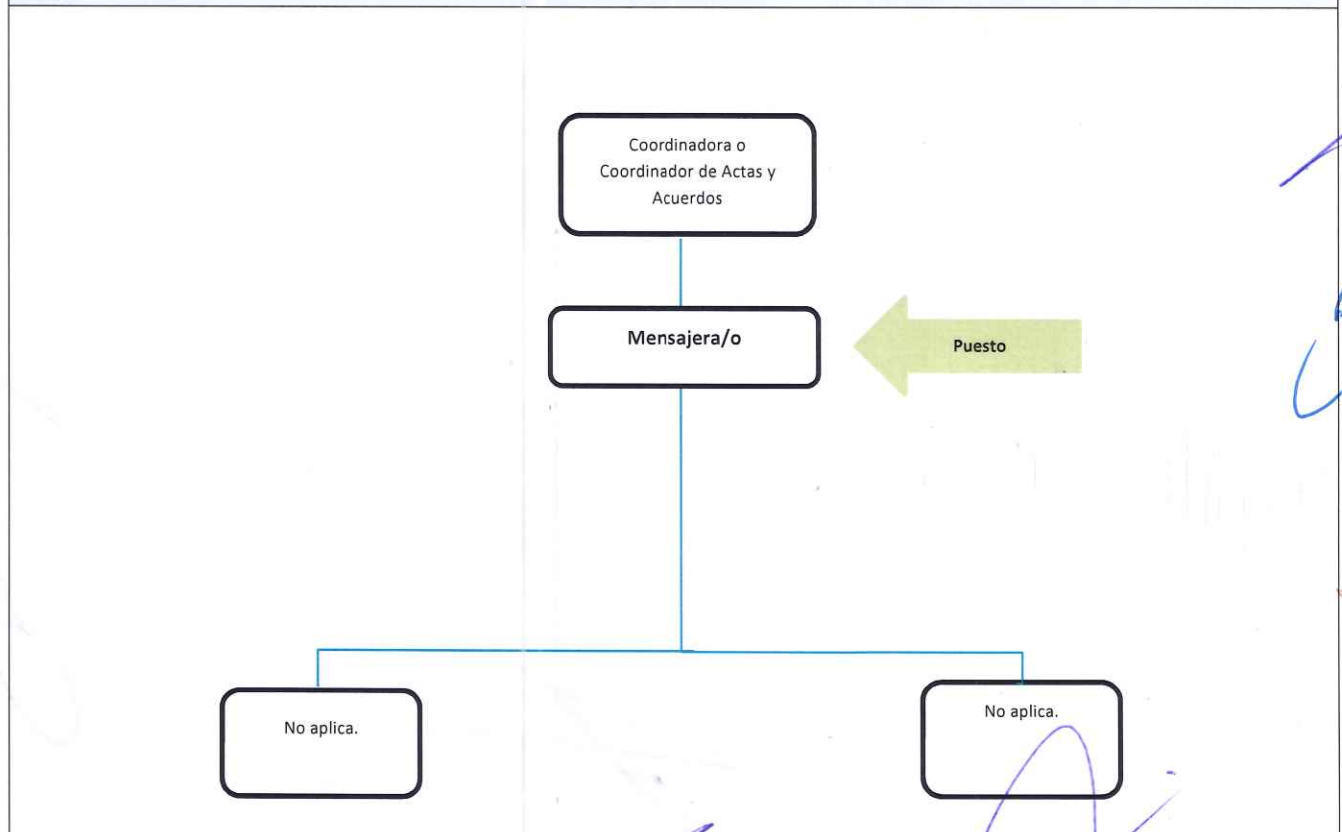 Coordinadora o
Coordinador de Actas y
Acuerdos
Mensajera/o
Puesto
No aplica.
No aplica.